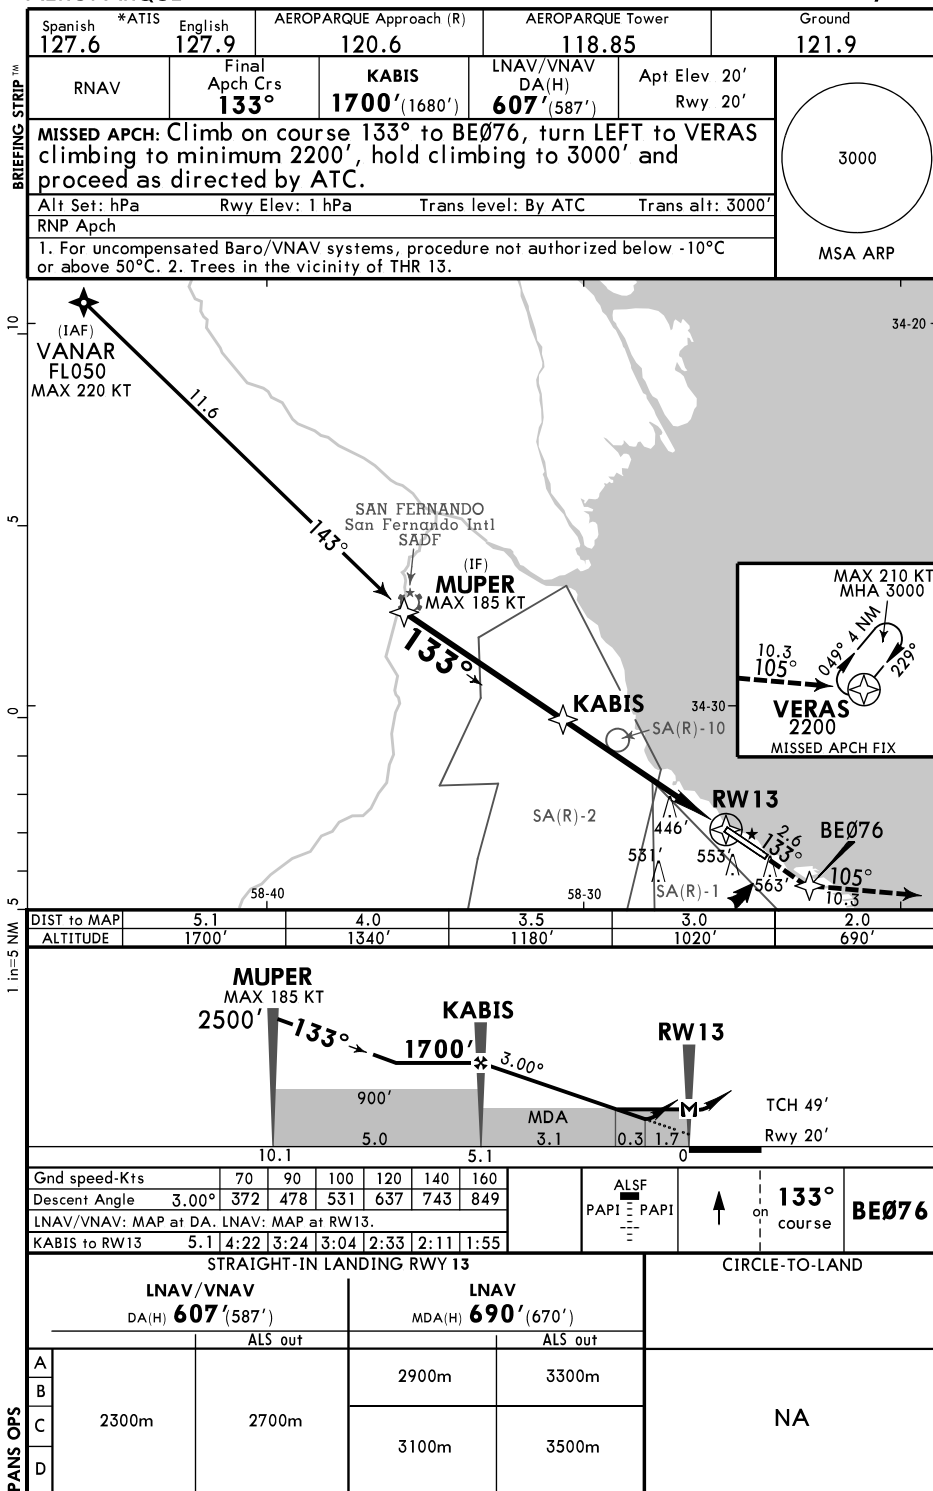 *ATIS
Spanish English
127.6 127.9
AEROPARQUE Approach (R)
120.6
AEROPARQUE Tower
118.85
Ground
121.9
BRIEFING STRIP™
RNAV
Final
Apch Crs
133°
KABIS
1700'(1680')
LNAV/VNAV
DA(H)
607'(587')
Apt Elev 20'
Rwy 20'
MISSED APCH: Climb on course 133° to BEØ76, turn LEFT to VERAS
climbing to minimum 2200', hold climbing to 3000' and
proceed as directed by ATC.
Alt Set: hPa Rwy Elev: 1 hPa Trans level: By ATC Trans alt: 3000'
RNP Apch
1. For uncompensated Baro/VNAV systems, procedure not authorized below -10°C
or above 50°C. 2. Trees in the vicinity of THR 13.
3000
MSA ARP
10
(IAF)
VANAR
FL050
MAX 220 KT
34-20
11.6
5
143°
SAN FERNANDO
San Fernando Intl
SADF
(IF)
MUPER
MAX 185 KT
133°
MAX 210 KT
MHA 3000
4 NM
049°
229°
10.3
105°
VERAS
2200
MISSED APCH FIX
0
KABIS
34-30
SA(R)-10
RW13
SA(R)-2
446'
2.6
133°
BEØ76
531'
553'
563'
SA(R)-1
105°
10.3
58-40
58-30
5
1 in=5 NM
DIST to MAP 5.1 4.0 3.5 3.0 2.0
ALTITUDE 1700' 1340' 1180' 1020' 690'
MUPER
MAX 185 KT
2500'
133°
KABIS
1700'
3.00°
RW13
M
900'
MDA
TCH 49'
Rwy 20'
5.0 3.1 0.3 1.7
10.1 5.1 0
Gnd speed-Kts 70 90 100 120 140 160
Descent Angle 3.00° 372 478 531 637 743 849
LNAV/VNAV: MAP at DA. LNAV: MAP at RW13.
KABIS to RW13 5.1 4:22 3:24 3:04 2:33 2:11 1:55
ALSF
PAPI PAPI
on
133°
course
BEØ76
STRAIGHT-IN LANDING RWY 13
CIRCLE-TO-LAND
LNAV/VNAV
DA(H) 607'(587')
LNAV
MDA(H) 690'(670')
ALS out
ALS out
A
B
C
D
2300m
2700m
2900m
3300m
3100m
3500m
NA
PANS OPS